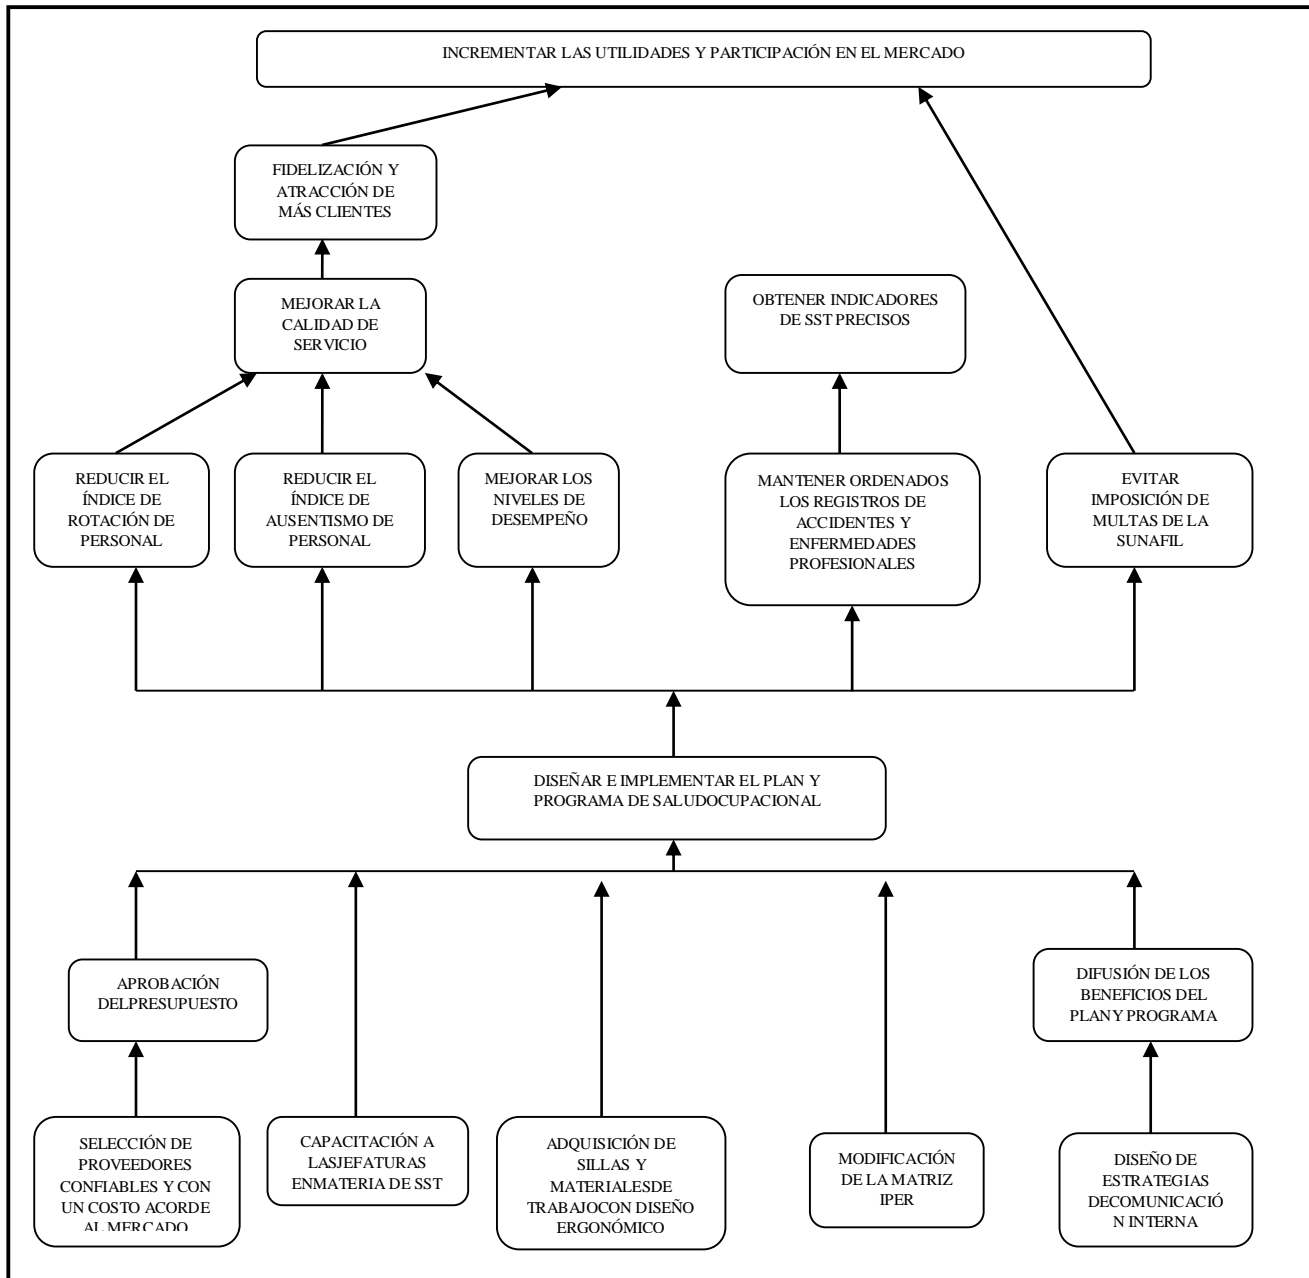 INCREMENTAR LAS UTILIDADES Y PARTICIPACIÓN EN EL MERCADO
FIDELIZACIÓN Y
ATRACCIÓN DE
MÁS CLIENTES
MEJORAR LA
CALIDAD DE
SERVICIO
OBTENER INDICADORES
DE SST PRECISOS
REDUCIR EL
ÍNDICE DE
ROTACIÓN DE
PERSONAL
REDUCIR EL
ÍNDICE DE
AUSENTISMO DE
PERSONAL
MEJORAR LOS
NIVELES DE
DESEMPEÑO
MANTENER ORDENADOS
LOS REGISTROS DE
ACCIDENTES Y
ENFERMEDADES
PROFESIONALES
EVITAR
IMPOSICIÓN DE
MULTAS DE LA
SUNAFIL
DISEÑAR E IMPLEMENTAR EL PLAN Y
PROGRAMA DE SALUDOCUPACIONAL
APROBACIÓN
DELPRESUPUESTO
DIFUSIÓN DE LOS
BENEFICIOS DEL
PLANY PROGRAMA
SELECCIÓN DE
PROVEEDORES
CONFIABLES Y CON
UN COSTO ACORDE
AL MERCADO
CAPACITACIÓN A
LASJEFATURAS
ENMATERIA DE SST
ADQUISICIÓN DE
SILLAS Y
MATERIALESDE
TRABAJOCON DISEÑO
ERGONÓMICO
MODIFICACIÓN
DE LA MATRIZ
IPER
DISEÑO DE
ESTRATEGIAS
DECOMUNICACIÓ
N INTERNA